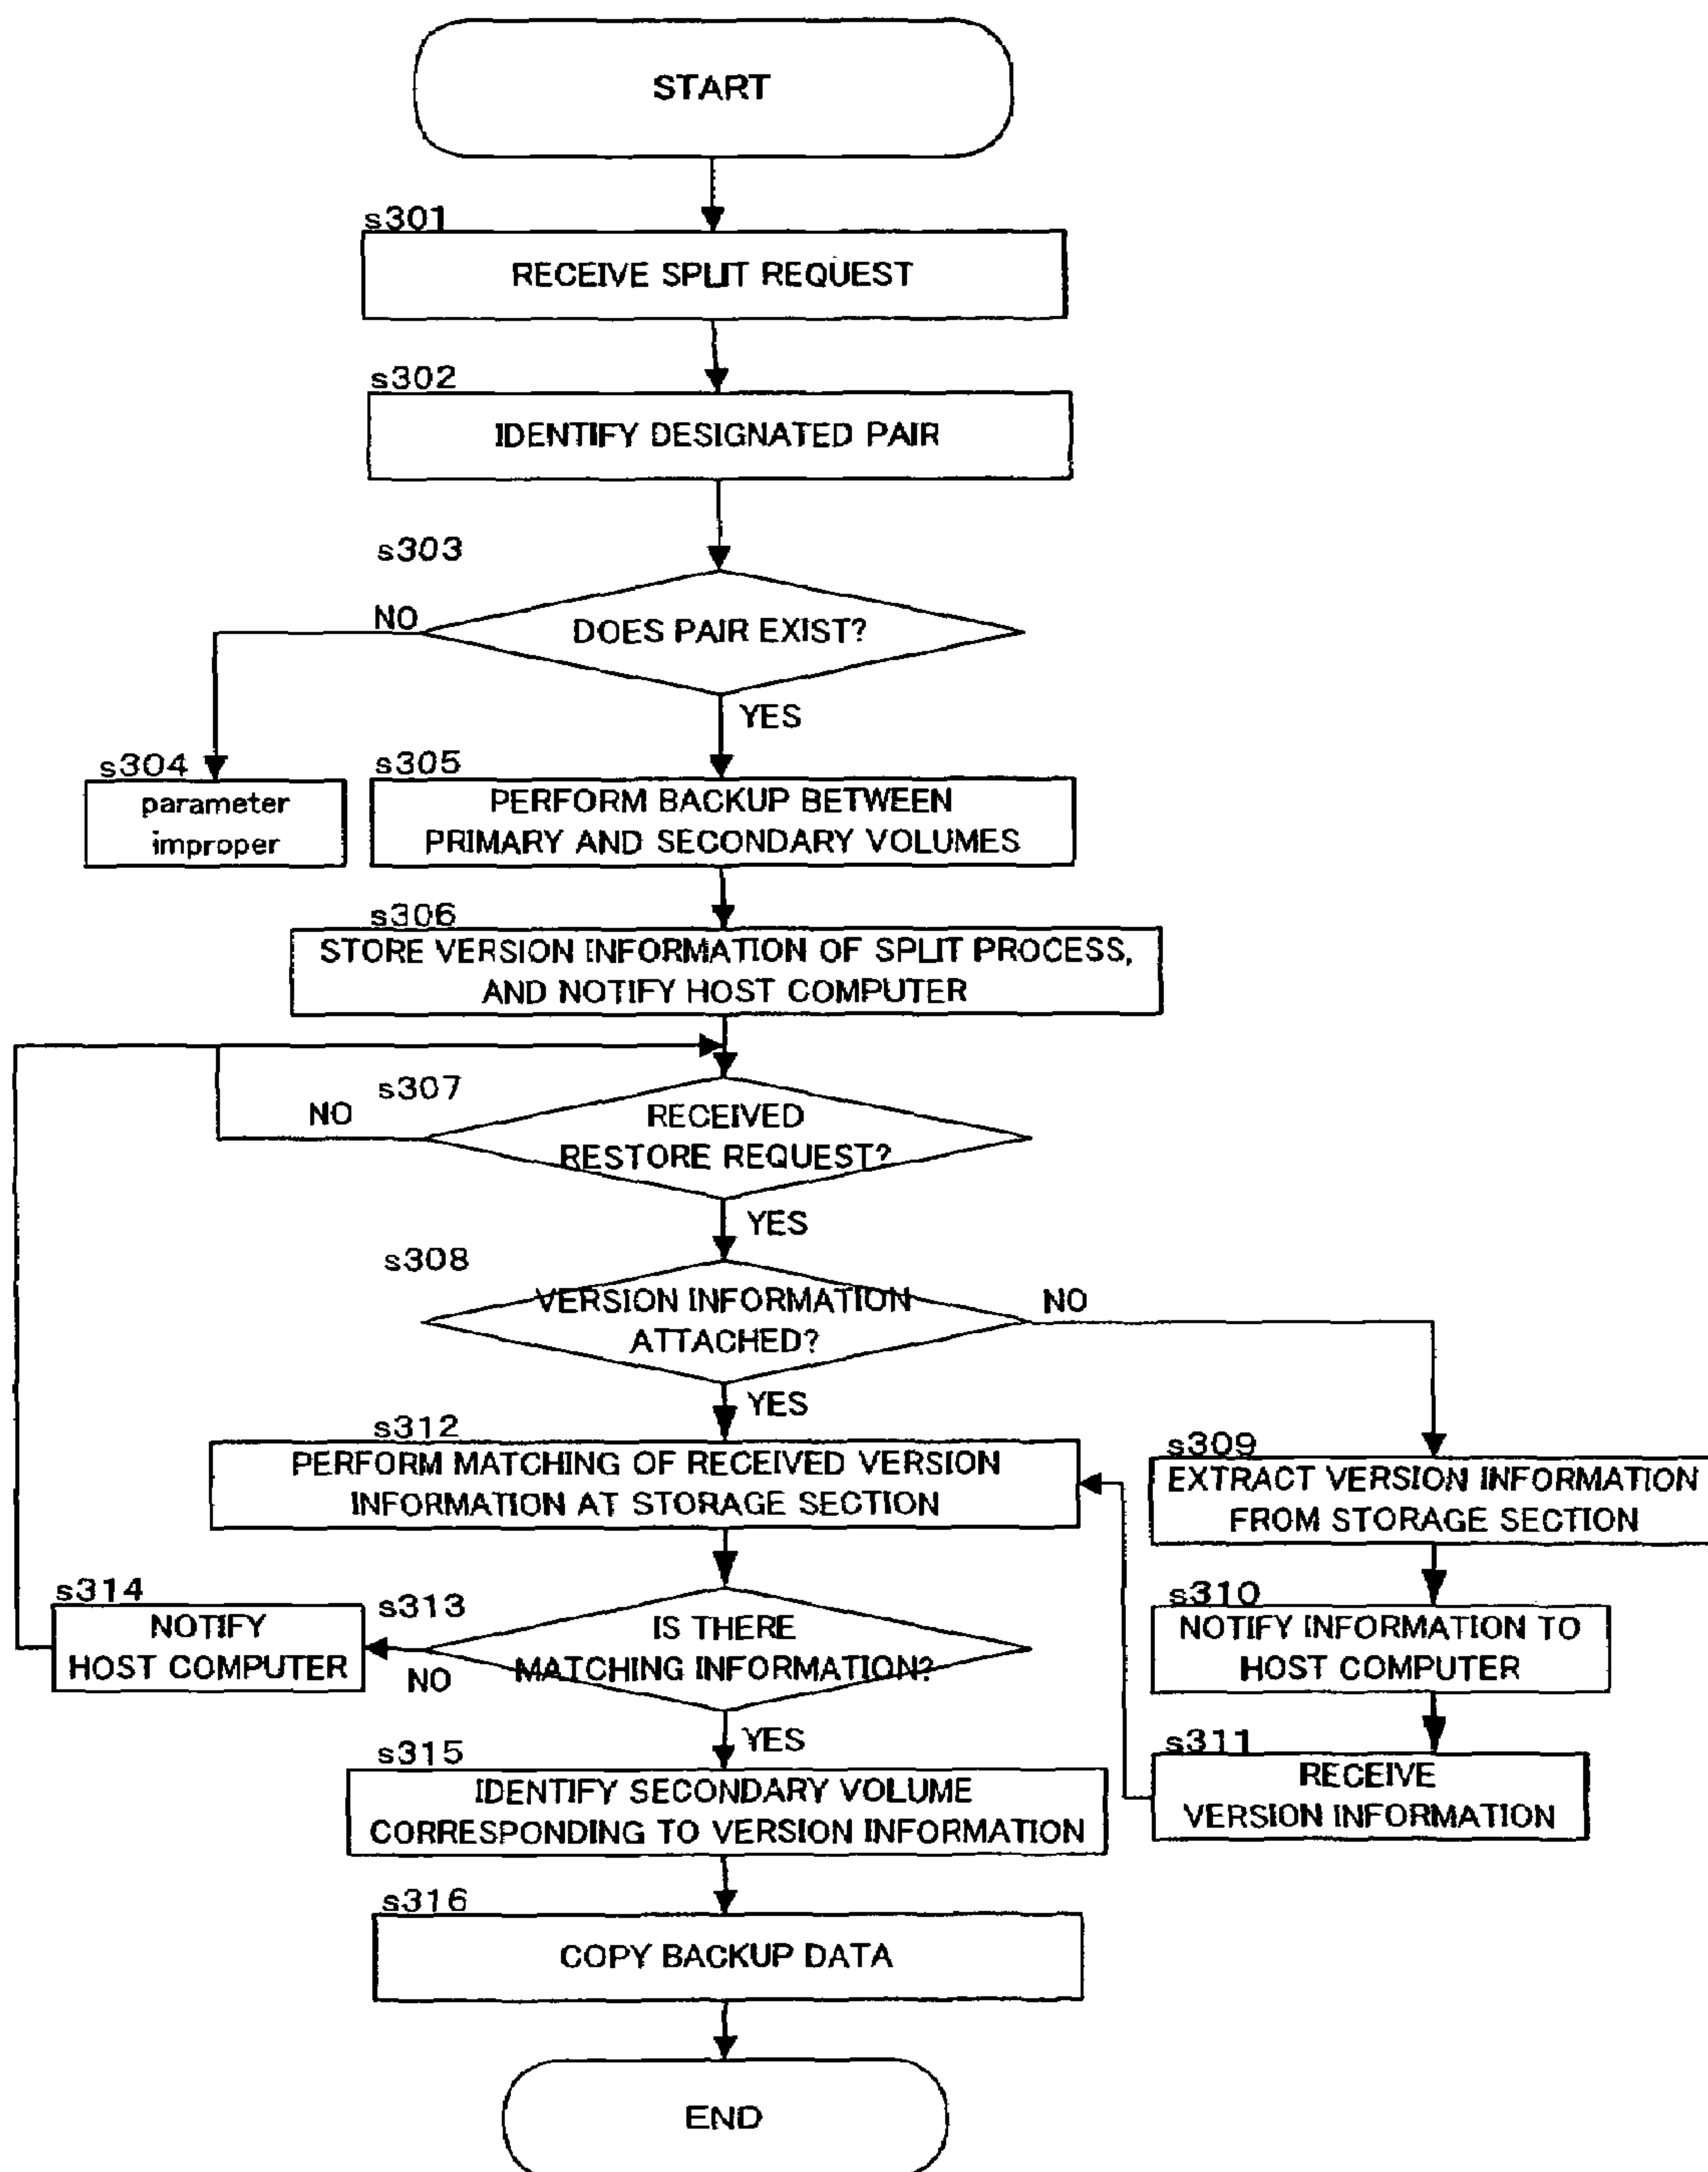 START
s301
RECEIVE SPLIT REQUEST
s302
IDENTIFY DESIGNATED PAIR
s303
NO
DOES PAIR EXIST?
YES
s304
parameter
improper
s305
PERFORM BACKUP BETWEEN
PRIMARY AND SECONDARY VOLUMES
s306
STORE VERSION INFORMATION OF SPLIT PROCESS,
AND NOTIFY HOST COMPUTER
s307
NO
RECEIVED
RESTORE REQUEST?
YES
s308
VERSION INFORMATION
ATTACHED?
NO
YES
s312
PERFORM MATCHING OF RECEIVED VERSION
INFORMATION AT STORAGE SECTION
s309
EXTRACT VERSION INFORMATION
FROM STORAGE SECTION
s310
NOTIFY INFORMATION TO
HOST COMPUTER
s311
RECEIVE
VERSION INFORMATION
s313
IS THERE
MATCHING INFORMATION?
NO
s314
NOTIFY
HOST COMPUTER
YES
s315
IDENTIFY SECONDARY VOLUME
CORRESPONDING TO VERSION INFORMATION
s316
COPY BACKUP DATA
END